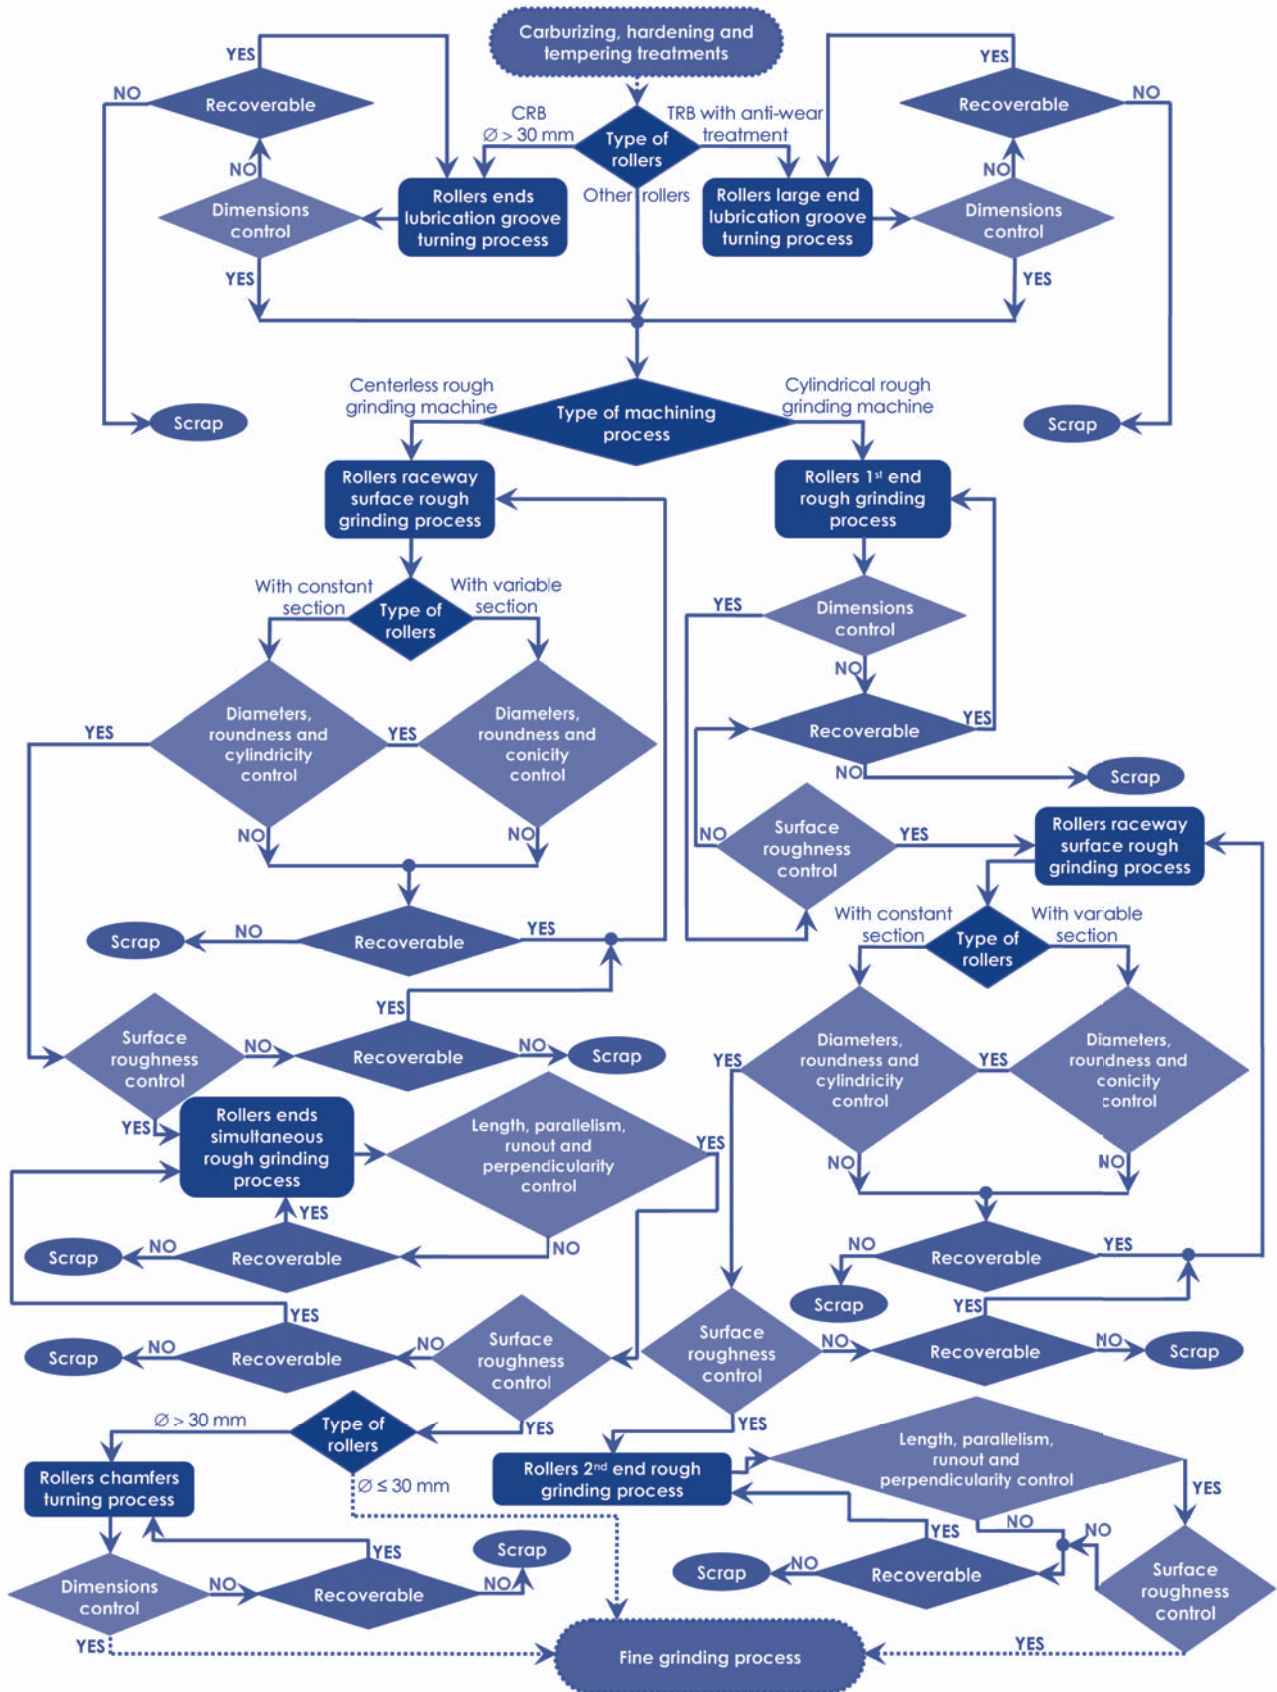 Carburizing, hardening and
tempering treatments
YES
YES
NO
Recoverable
CRB
Ø > 30 mm
Type of
rollers
TRB with anti-wear
treatment
Recoverable
NO
NO
NO
Dimensions
control
Rollers ends
lubrication groove
turning process
Other rollers
Rollers large end
lubrication groove
turning process
Dimensions
control
YES
YES
Centerless rough
grinding machine
Type of machining
process
Cylindrical rough
grinding machine
Scrap
Scrap
Rollers raceway
surface rough
grinding process
Rollers 1st end
rough grinding
process
With constant
section
Type of
rollers
With variable
section
YES
Dimensions
control
NO
YES
Diameters,
roundness and
cylindricity
control
YES
Diameters,
roundness and
conicity
control
Recoverable
YES
NO
Scrap
NO
NO
NO
Surface
roughness
control
YES
Rollers raceway
surface rough
grinding process
Scrap
NO
Recoverable
YES
With constant
section
Type of
rollers
With variable
section
YES
Surface
roughness
control
NO
Recoverable
NO
Scrap
YES
Diameters,
roundness and
cylindricity
control
YES
Diameters,
roundness and
conicity
control
YES
Rollers ends
simultaneous
rough grinding
process
Length, parallelism,
runout and
perpendicularity
control
YES
NO
NO
YES
Scrap
NO
Recoverable
NO
NO
Recoverable
YES
Scrap
YES
YES
Scrap
NO
Recoverable
NO
Surface
roughness
control
Surface
roughness
control
NO
Recoverable
NO
Scrap
Ø > 30 mm
Type of
rollers
YES
YES
Rollers chamfers
turning process
Ø ≤ 30 mm
Rollers 2nd end rough
grinding process
Length, parallelism,
runout and
perpendicularity control
YES
YES
Scrap
YES
NO
NO
Dimensions
control
NO
Recoverable
NO
Scrap
NO
Recoverable
Surface
roughness
control
YES
Fine grinding process
YES